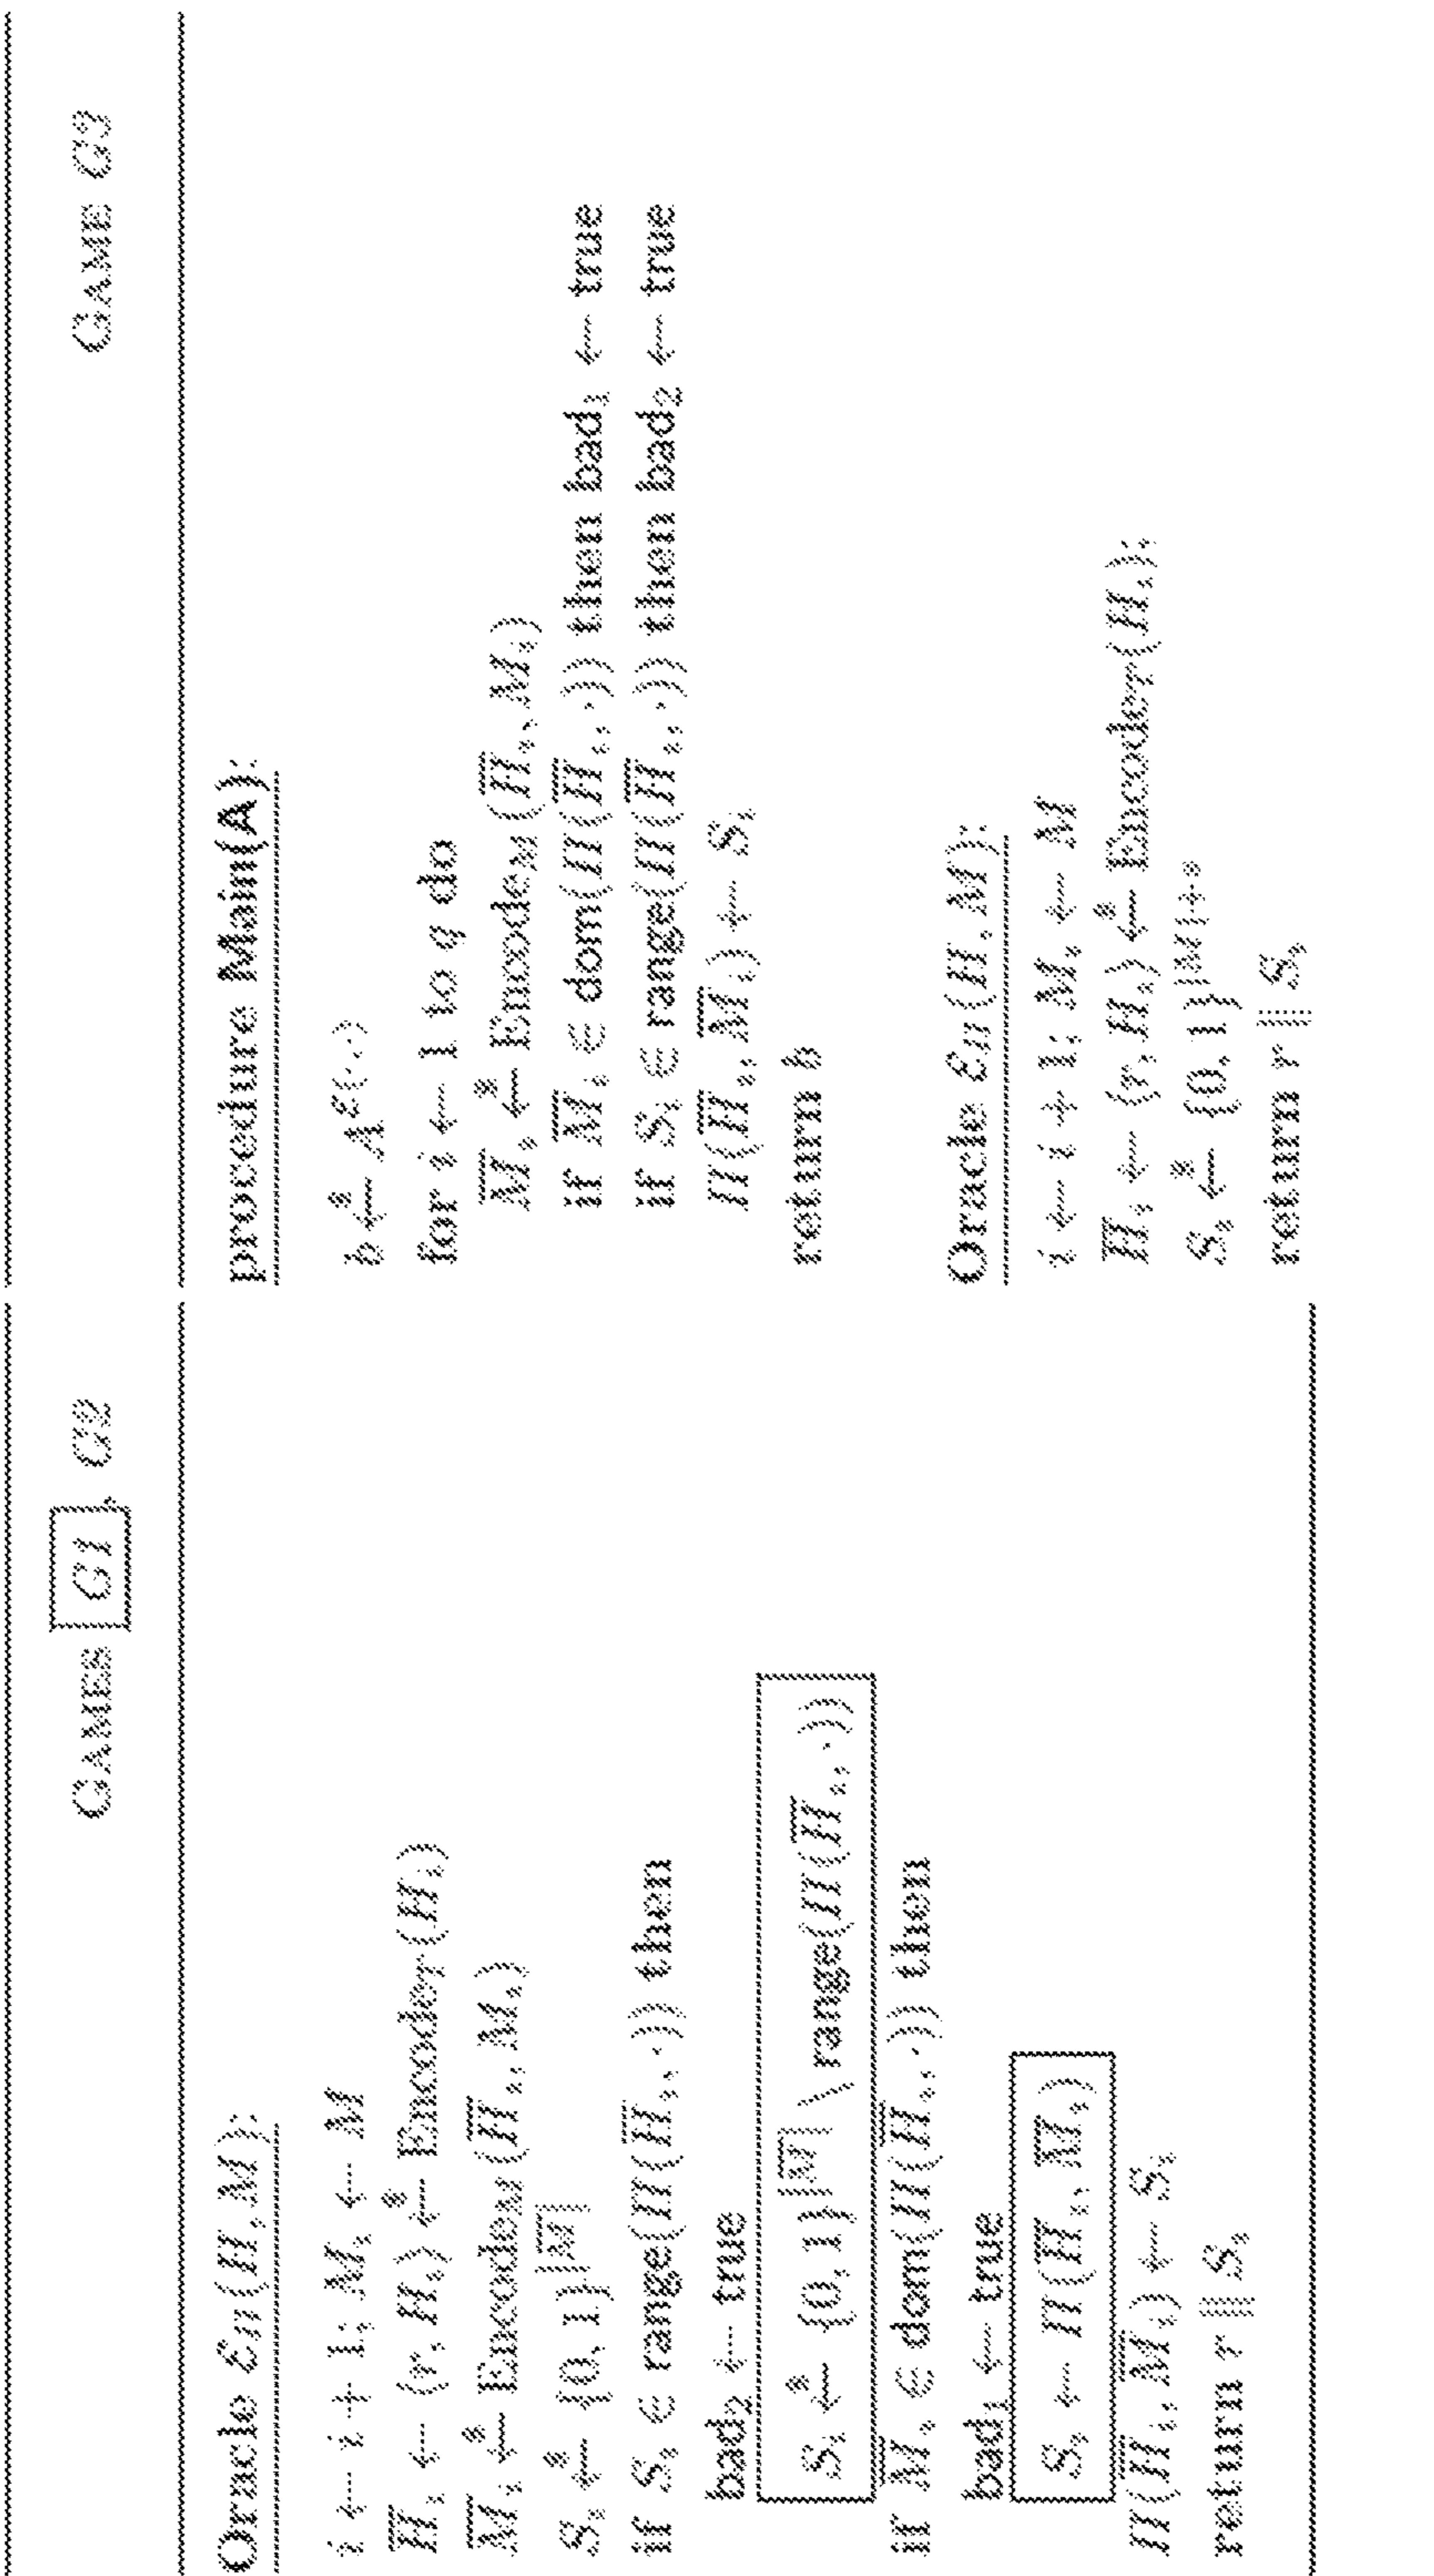 GAMES G1, G2
Oracle ℰ_Π(H, M):
i ← i + 1; M_i ← M
H̅_i ← (r, H_i) ←$ Encode_T(H_i)
M̅_i ←$ Encode_M(H̅_i, M_i)
S_i ←$ {0, 1}^|M̅|
if S_i ∈ range(Π(H̅_i, ·)) then
bad_2 ← true
S_i ←$ {0, 1}^|M̅| \ range(Π(H̅_i, ·))
if M̅_i ∈ dom(Π(H̅_i, ·)) then
bad_1 ← true
S_i ← Π(H̅_i, M̅_i)
Π(H̅_i, M̅_i) ← S_i
return r ‖ S_i
GAME G3
procedure Main(A):
b ←$ A^ℰ(·,·)
for i ← 1 to q do
M̅_i ←$ Encode_M(H̅_i, M_i)
if M̅_i ∈ dom(Π(H̅_i, ·)) then bad_1 ← true
if S_i ∈ range(Π(H̅_i, ·)) then bad_2 ← true
Π(H̅_i, M̅_i) ← S_i
return b
Oracle ℰ_Π(H, M):
i ← i + 1; M_i ← M
H̅_i ← (r, H_i) ←$ Encode_T(H_i);
S_i ←$ {0, 1}^|M|+s
return r ‖ S_i